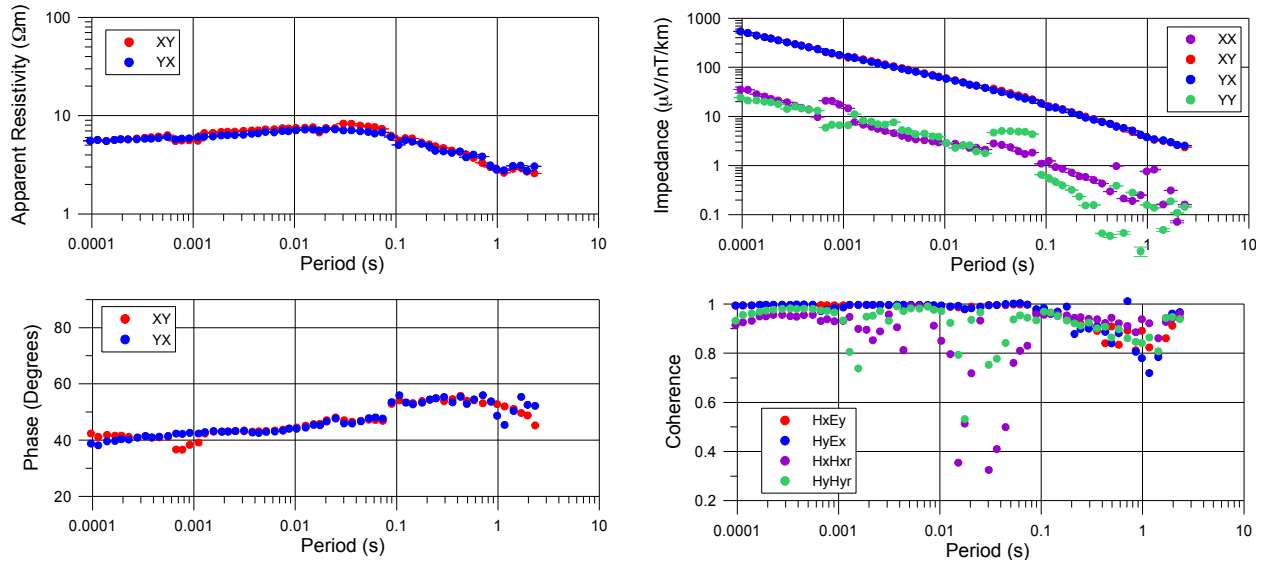 Apparent Resistivity (Ωm)
100
10
1
XY
YX
0.0001 0.001 0.01 0.1 1 10
Period (s)
Impedance (μV/nT/km)
1000
100
10
1
0.1
XX
XY
YX
YY
0.0001 0.001 0.01 0.1 1 10
Period (s)
Phase (Degrees)
80
60
40
20
XY
YX
0.0001 0.001 0.01 0.1 1 10
Period (s)
Coherence
1
0.8
0.6
0.4
0.2
HxEy
HyEx
HxHxr
HyHyr
0.0001 0.001 0.01 0.1 1 10
Period (s)